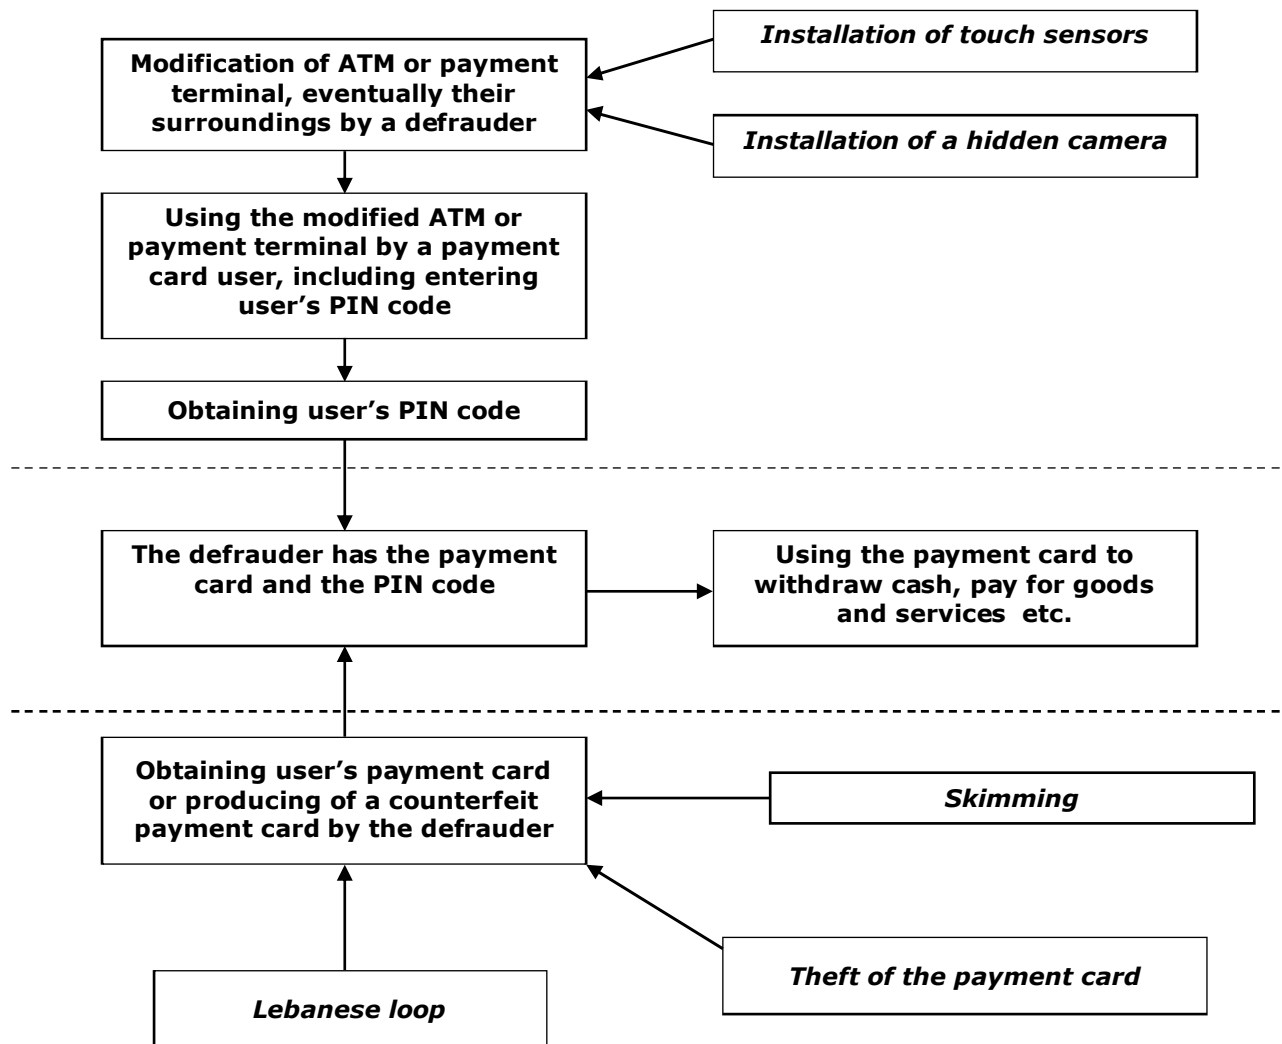 Modification of ATM or payment
terminal, eventually their
surroundings by a defrauder
Installation of touch sensors
Installation of a hidden camera
Using the modified ATM or
payment terminal by a payment
card user, including entering
user’s PIN code
Obtaining user’s PIN code
The defrauder has the payment
card and the PIN code
Using the payment card to
withdraw cash, pay for goods
and services  etc.
Obtaining user’s payment card
or producing of a counterfeit
payment card by the defrauder
Skimming
Theft of the payment card
Lebanese loop